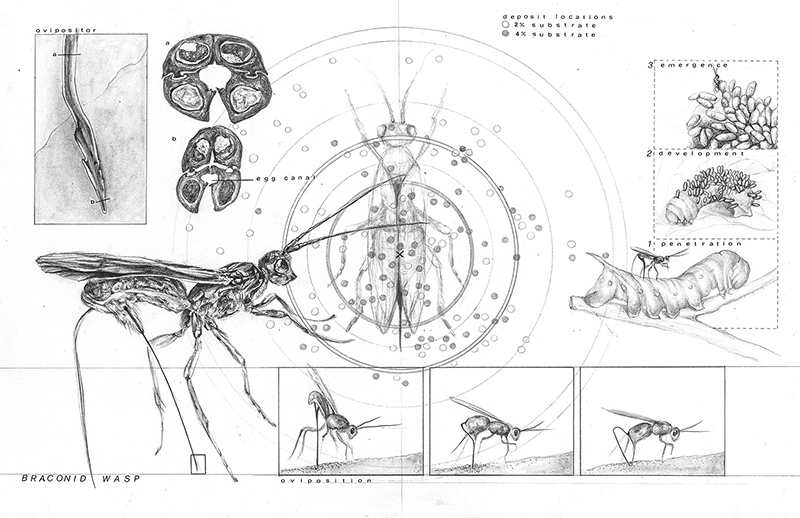 ovipositor
a
b
a
b
egg canal
deposit locations
2% substrate
4% substrate
3 emergence
2 development
1 penetration
x
BRACONID WASP
oviposition